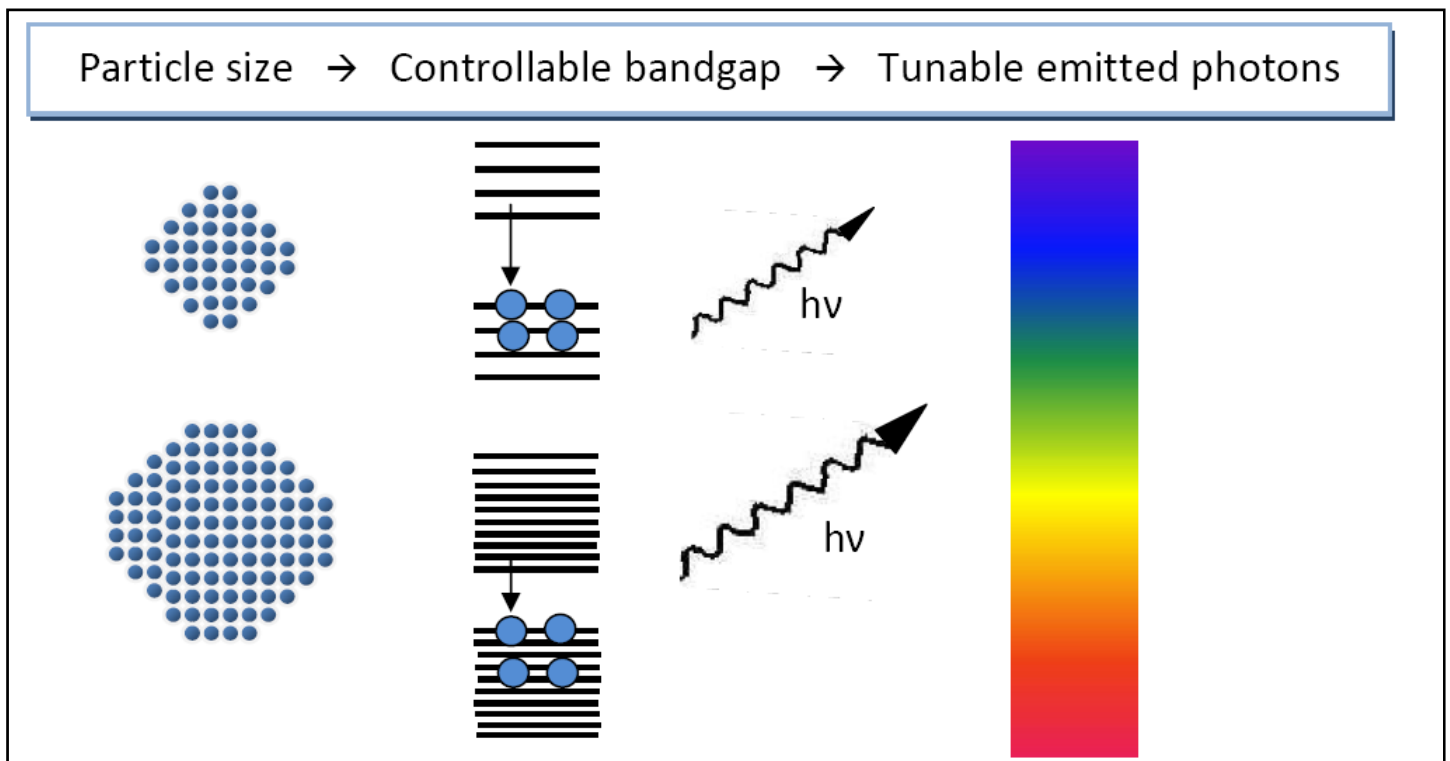 Particle size → Controllable bandgap → Tunable emitted photons
hν
hν